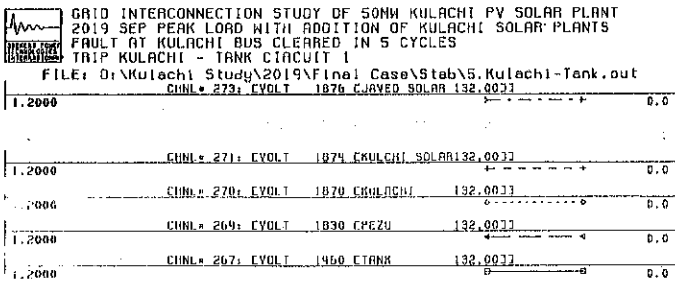 GRID INTERCONNECTION STUDY OF 50MW KULACHI PV SOLAR PLANT
2019 SEP PEAK LOAD WITH ADDITION OF KULACHI SOLAR PLANTS
FAULT AT KULACHI BUS CLEARED IN 5 CYCLES
TRIP KULACHI - TANK CIRCUIT 1
FILE: D:\Kulachi Study\2019\Final Case\Stab\5.Kulachi-Tank.out
CHNL# 273: [VOLT 1876 [JAVED SOLAR 132.00]]
1.2000 0.0
CHNL# 271: [VOLT 1874 [KULCHI SOLAR132.00]]
1.2000 0.0
CHNL# 270: [VOLT 1870 [KULACHI 132.00]]
0.0
CHNL# 269: [VOLT 1830 [PEZU 132.00]]
1.2000 0.0
CHNL# 267: [VOLT 1460 [TANK 132.00]]
1.2000 0.0